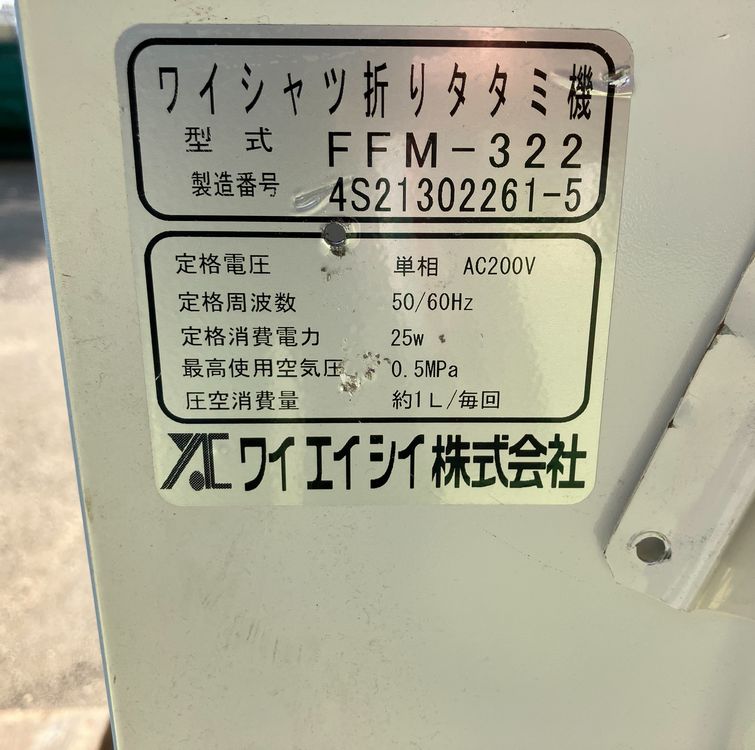 ワイシャツ折りタタミ機
型式 FFM-322
製造番号 4S21302261-5
定格電圧 単相 AC200V
定格周波数 50/60Hz
定格消費電力 25w
最高使用空気圧 0.5MPa
圧空消費量 約1L/毎回
YAC ワイエイシイ株式会社